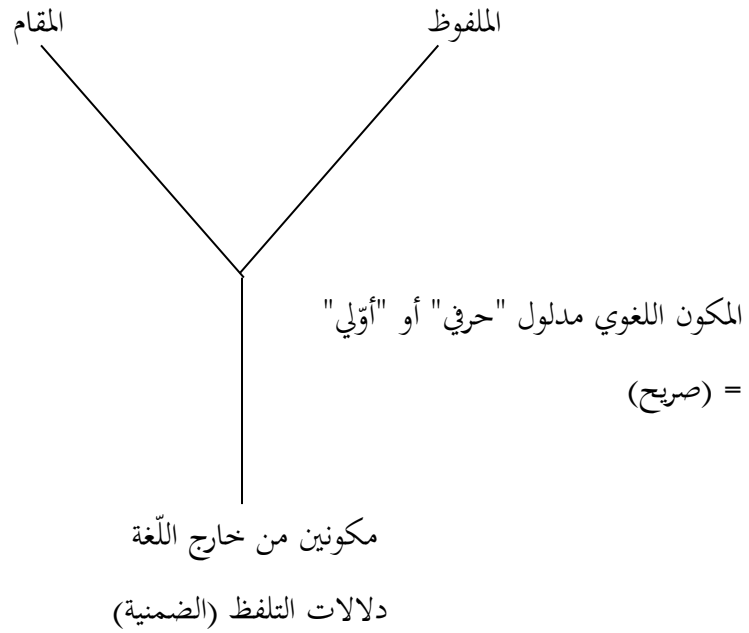 الملفوظ
المقام
المكون اللغوي مدلول "حرفي" أو "أوّلي"
= (صريح)
مكونين من خارج اللّغة
دلالات التلفظ (الضمنية)